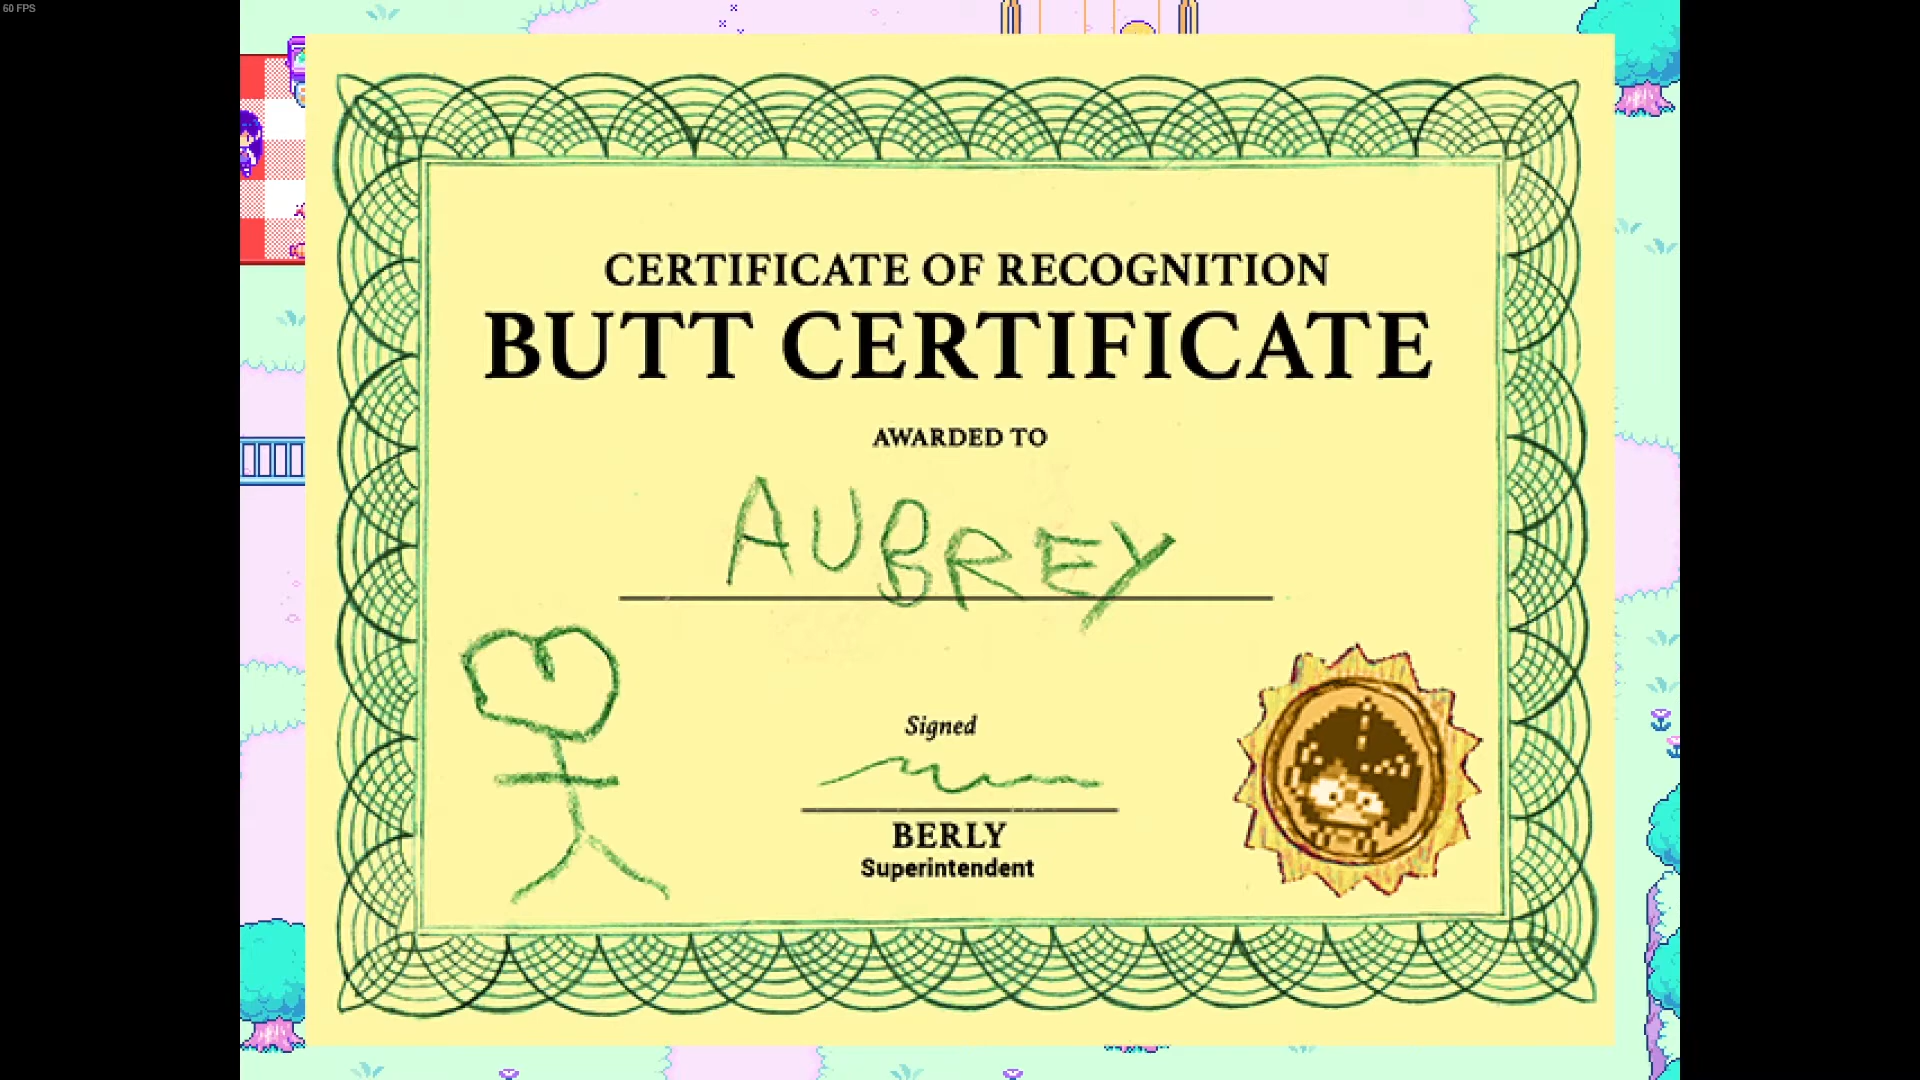 60 FPS
CERTIFICATE OF RECOGNITION
BUTT CERTIFICATE
AWARDED TO
AUBREY
Signed
BERLY
Superintendent